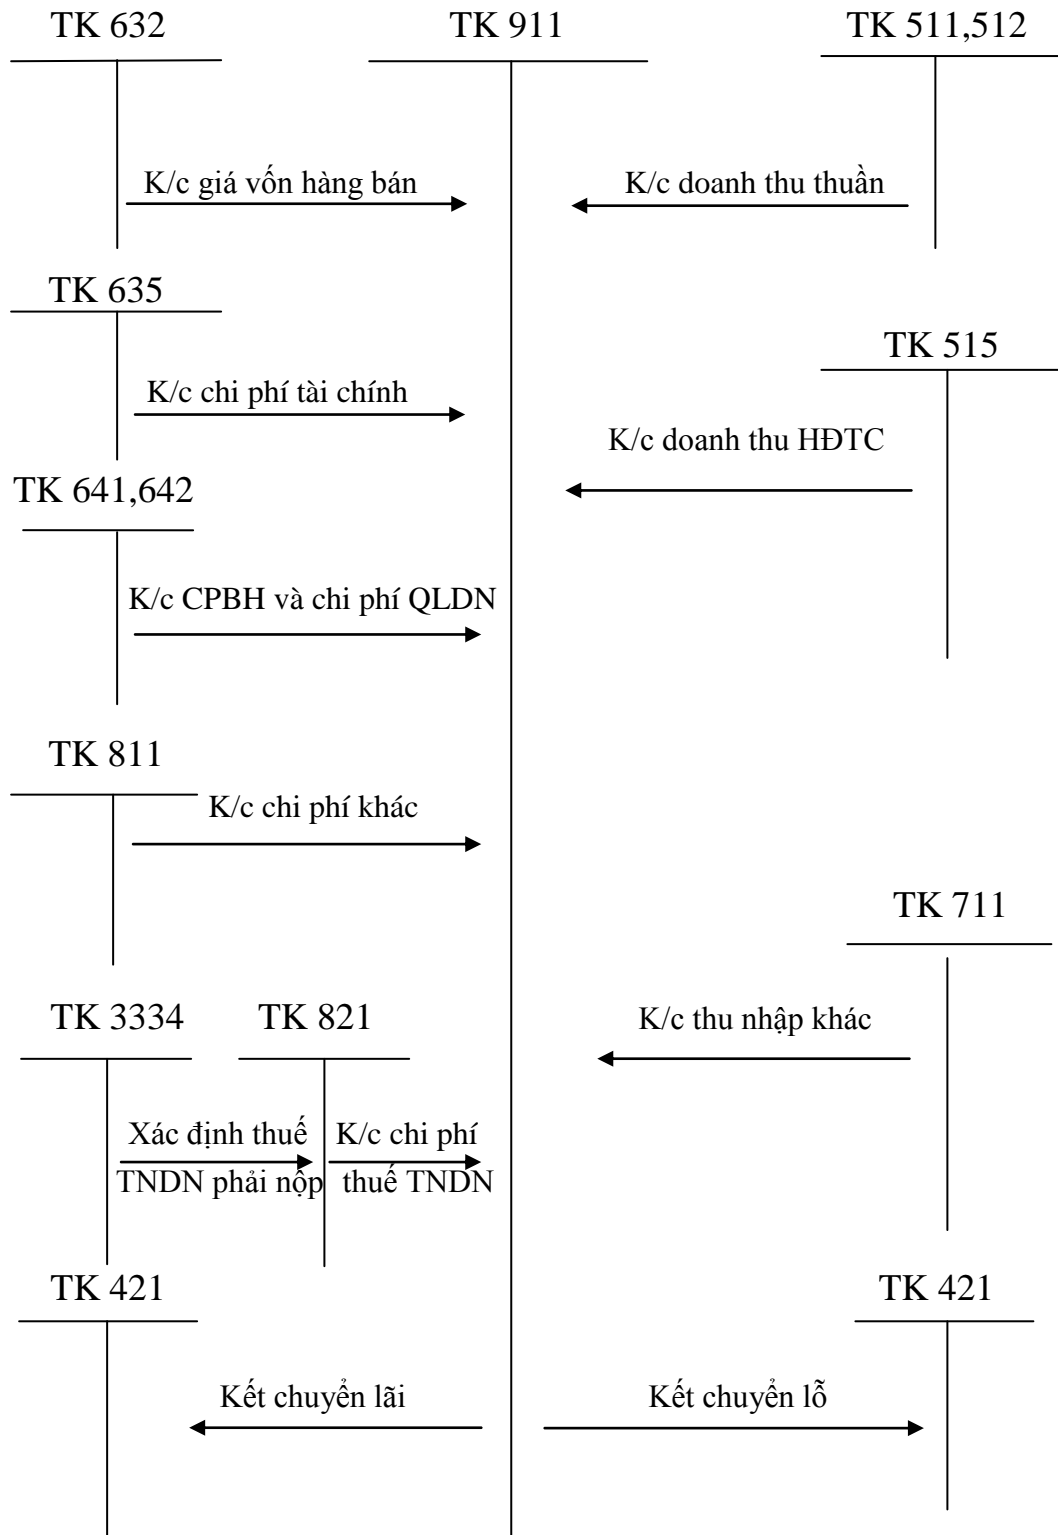 TK 632
TK 911
TK 511,512
K/c giá vốn hàng bán
K/c doanh thu thuần
TK 635
TK 515
K/c chi phí tài chính
K/c doanh thu HĐTC
TK 641,642
K/c CPBH và chi phí QLDN
TK 811
K/c chi phí khác
TK 711
TK 3334
TK 821
K/c thu nhập khác
Xác định thuế
TNDN phải nộp
K/c chi phí
thuế TNDN
TK 421
TK 421
Kết chuyển lãi
Kết chuyển lỗ